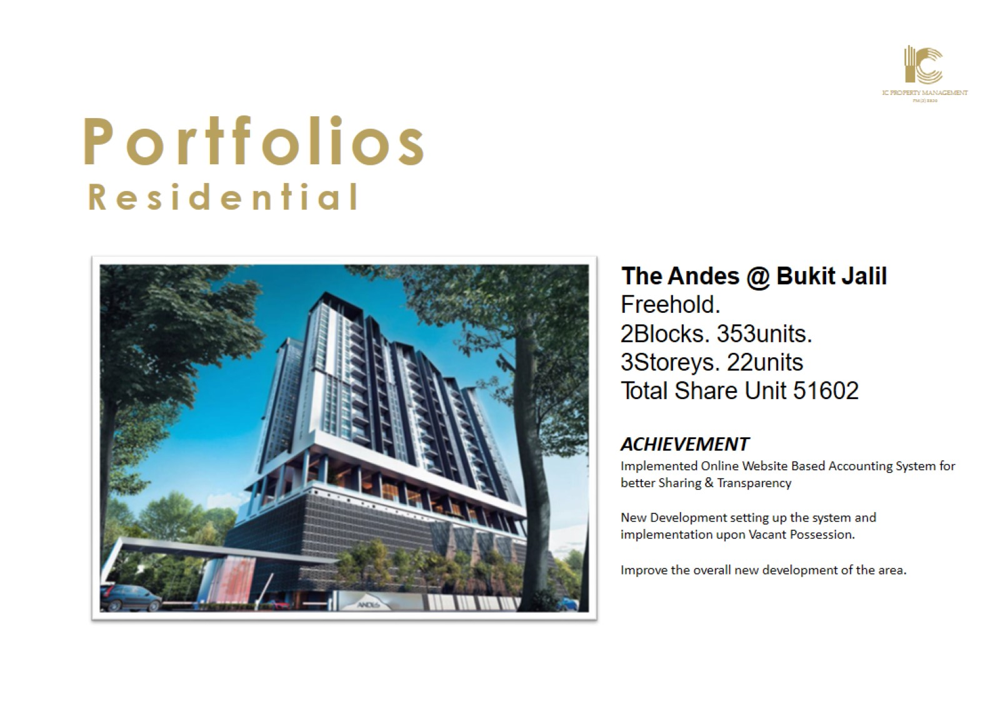 IC PROPERTY MANAGEMENT
Portfolios
Residential
The Andes @ Bukit Jalil
Freehold.
2Blocks. 353units.
3Storeys. 22units
Total Share Unit 51602
ACHIEVEMENT
Implemented Online Website Based Accounting System for
better Sharing & Transparency
New Development setting up the system and
implementation upon Vacant Possession.
Improve the overall new development of the area.
ANDES